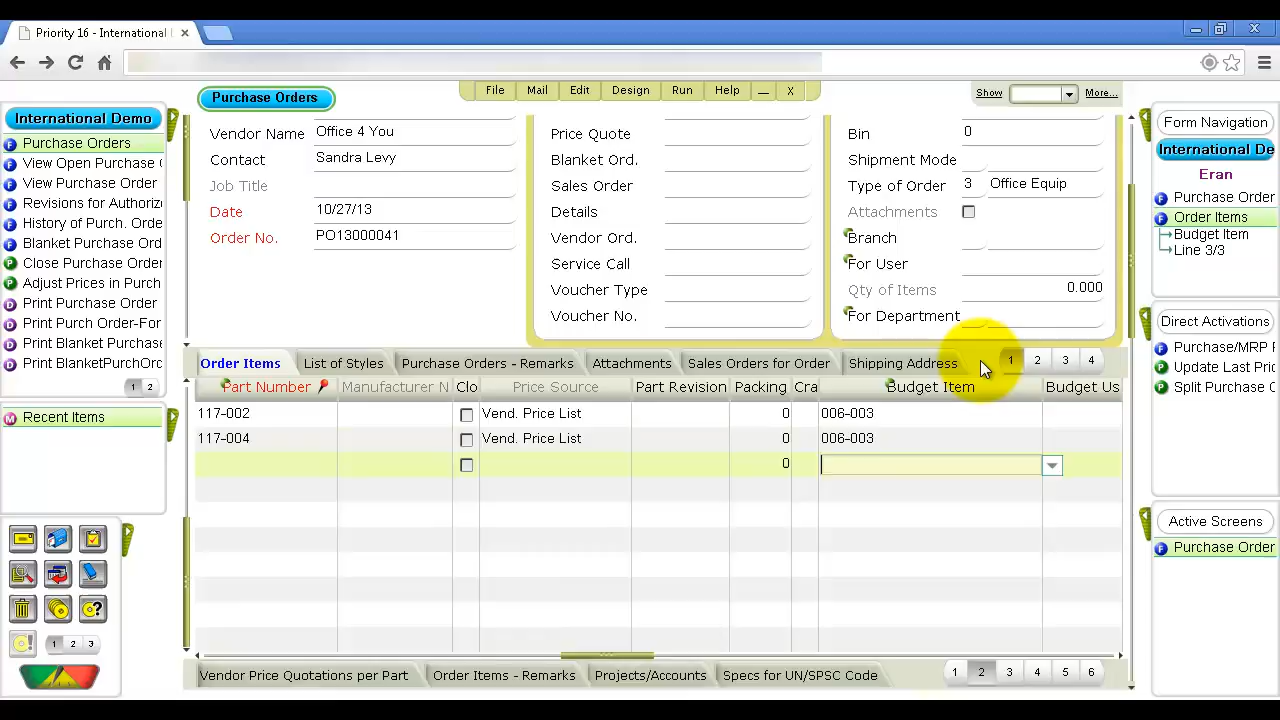 Priority 16 - International
International Demo
Purchase Orders
View Open Purchase
View Purchase Order
Revisions for Authoriz
History of Purch. Orde
Blanket Purchase Ord
Close Purchase Orde
Adjust Prices in Purch
Print Purchase Order
Print Purch Order-For
Print Blanket Purchase
Print BlanketPurchOrc
1 2
Recent Items
1 2 3
Purchase Orders
File Mail Edit Design Run Help _ X
Show More...
Vendor Name Office 4 You
Contact Sandra Levy
Job Title
Date 10/27/13
Order No. PO13000041
Price Quote
Blanket Ord.
Sales Order
Details
Vendor Ord.
Service Call
Voucher Type
Voucher No.
Bin 0
Shipment Mode
Type of Order 3 Office Equip
Attachments
Branch
For User
Qty of Items 0.000
For Department
Order Items List of Styles Purchase Orders - Remarks Attachments Sales Orders for Order Shipping Address 1 2 3 4
Part Number Manufacturer N Clo Price Source Part Revision Packing Cra Budget Item Budget Us
117-002 Vend. Price List 0 006-003
117-004 Vend. Price List 0 006-003
0
Vendor Price Quotations per Part Order Items - Remarks Projects/Accounts S UN/SPSC Code 1 2 3 4 5 6
Form Navigation
International De
Eran
Purchase Order
Order Items
Budget Item
Line 3/3
Direct Activations
Purchase/MRP
Update Last Pric
Split Purchase
Active Screens
Purchase Order